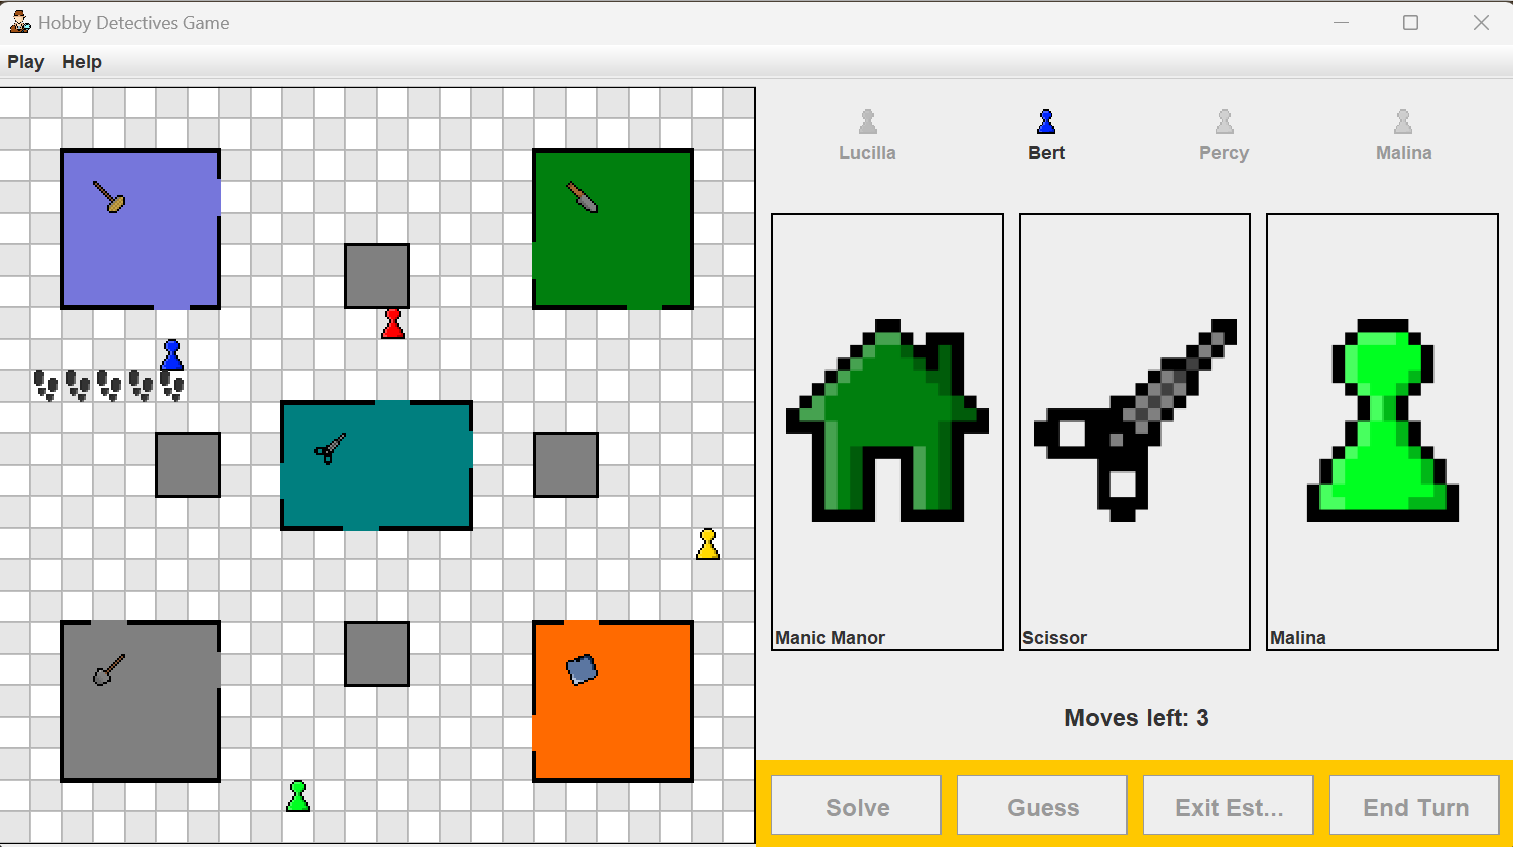 Hobby Detectives Game
Play Help
Lucilla Bert Percy Malina
Manic Manor Scissor Malina
Moves left: 3
Solve Guess Exit Est... End Turn